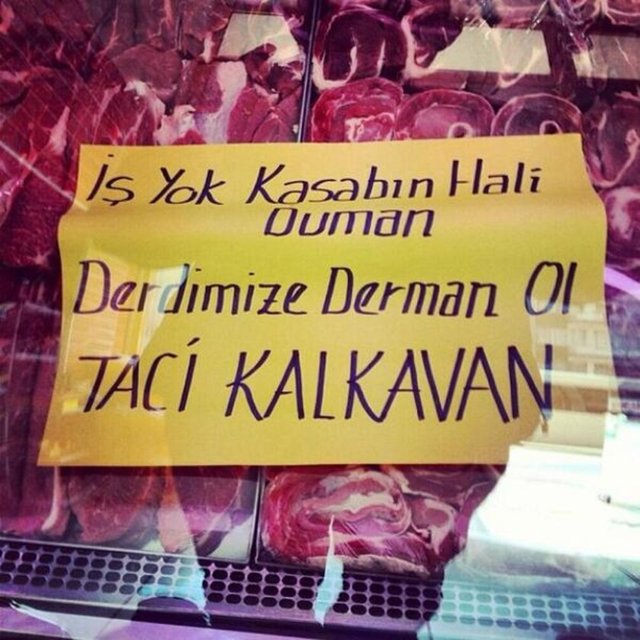 İş Yok Kasabın Hali
Duman
Derdimize Derman Ol
TACİ KALKAVAN